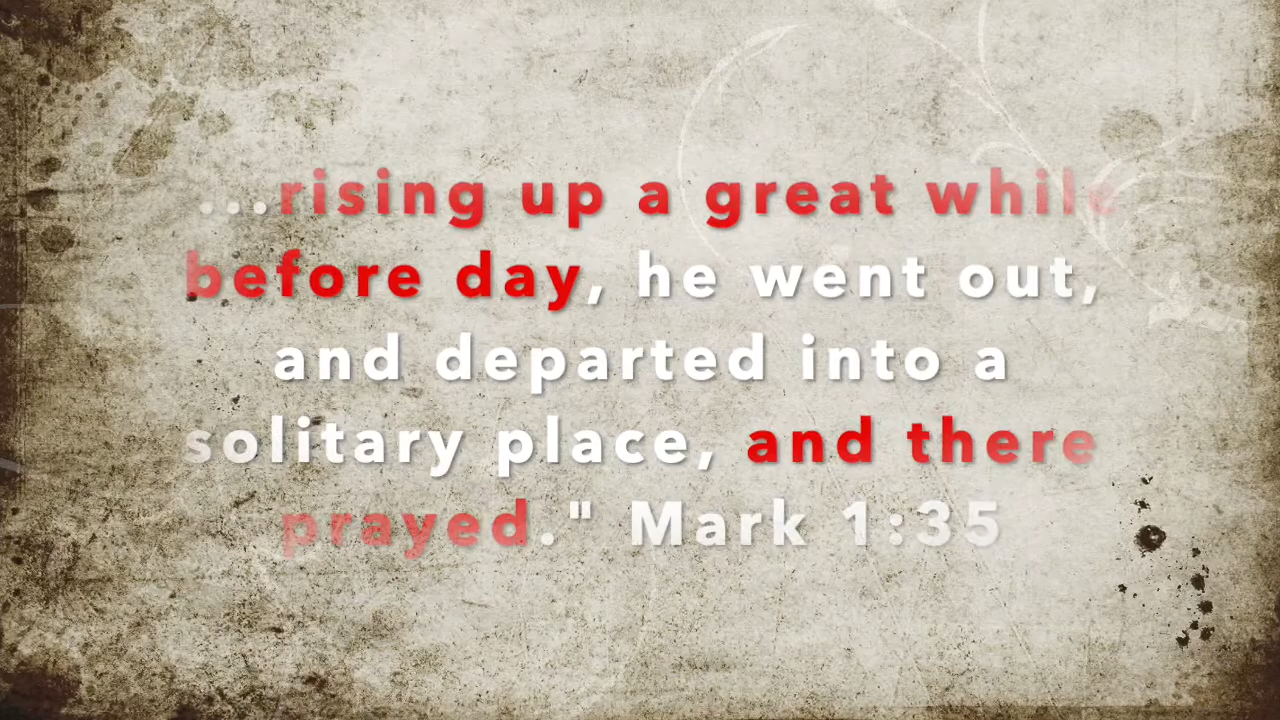 ...rising up a great while
before day, he went out,
and departed into a
solitary place, and there
prayed." Mark 1:35